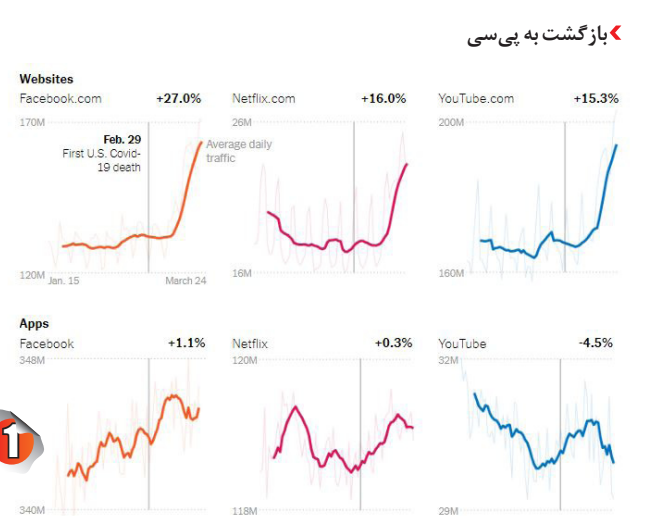 بازگشت به پی‌سی
Websites
Facebook.com +27.0% Netflix.com +16.0% YouTube.com +15.3%
170M 26M 200M
Feb. 29
First U.S. Covid-
19 death
Average daily
traffic
120M Jan. 15 March 24 16M 160M
Apps
Facebook +1.1% Netflix +0.3% YouTube -4.5%
348M 120M 32M
1
340M 118M 29M